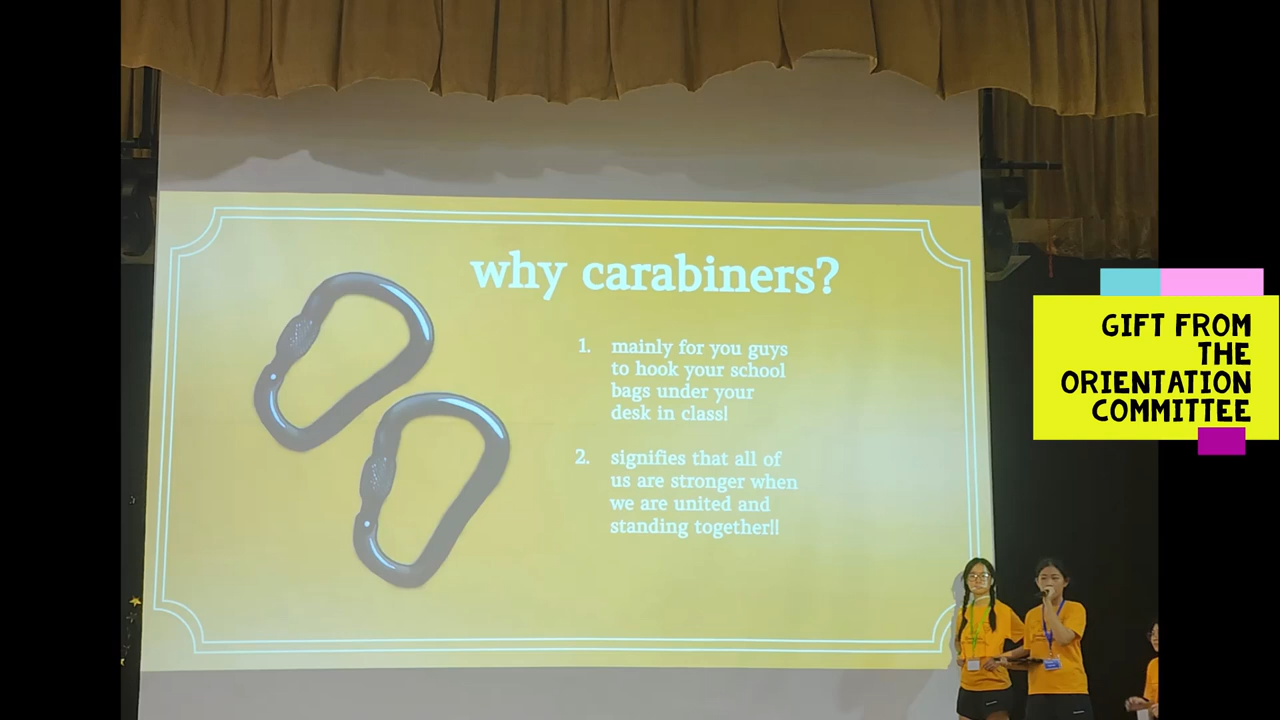 why carabiners?
1. mainly for you guys
to hook your school
bags under your
desk in class!
2. signifies that all of
us are stronger when
we are united and
standing together!!
GIFT FROM
THE
ORIENTATION
COMMITTEE